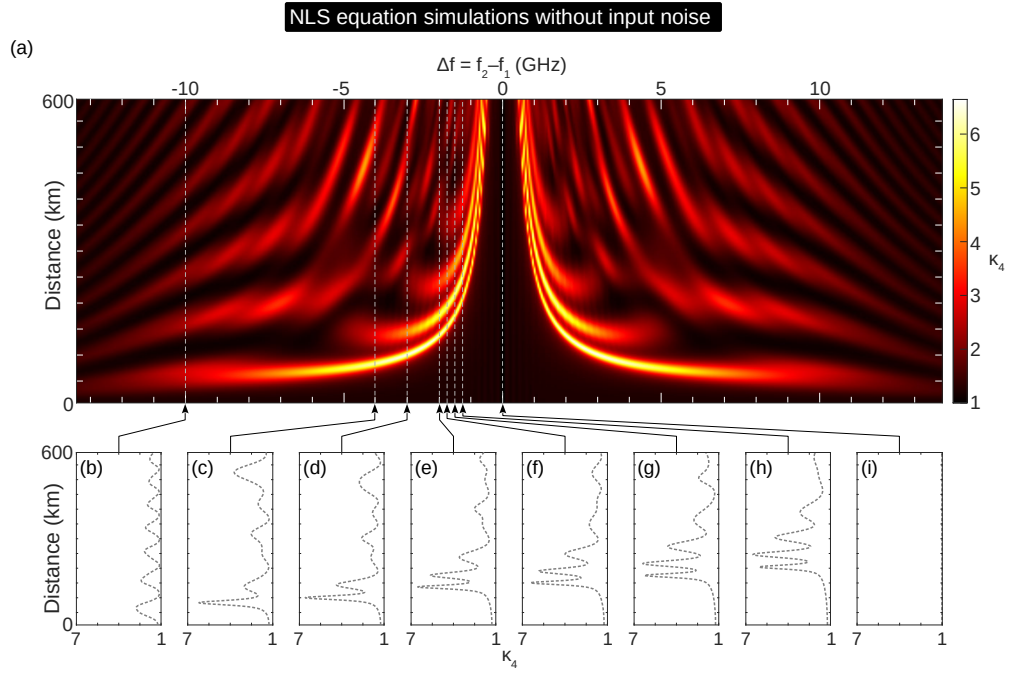 NLS equation simulations without input noise
(a)
Δf = f₂–f₁ (GHz)
-10 -5 0 5 10
600
Distance (km)
0
6
5
4
3
2
1
κ₄
(b) (c) (d) (e) (f) (g) (h) (i)
600
Distance (km)
0
7 1 7 1 7 1 7 1 7 1 7 1 7 1 7 1
κ₄